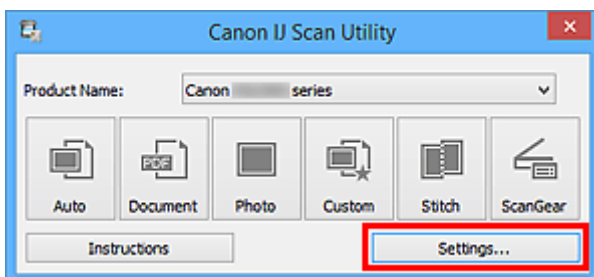 Canon IJ Scan Utility
Product Name: Canon series
PDF
Auto Document Photo Custom Stitch ScanGear
Instructions Settings...